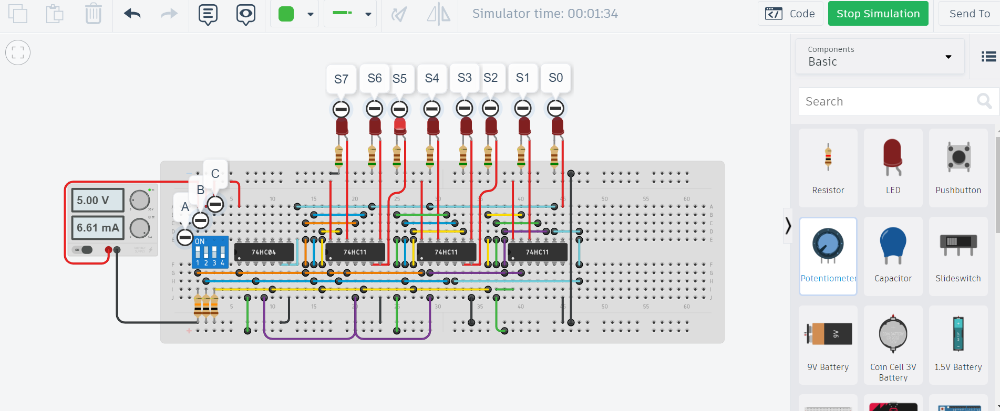 Simulator time: 00:01:34
Code
Stop Simulation
Send To
Components
Basic
Search
S7 S6 S5 S4 S3 S2 S1 S0
C
B
A
5.00 V
6.61 mA
ON
ON
1 2 3 4
74HC04
74HC11
74HC11
74HC11
5 10 15 20 25 30 35 40 45 50 55 60
A
B
C
D
E
F
G
H
I
J
5 10 15 20 25 30 35 40 45 50 55 60
Resistor
LED
Pushbutton
Potentiometer
Capacitor
Slideswitch
9V
9V Battery
Coin Cell 3V
Battery
1.5V Battery